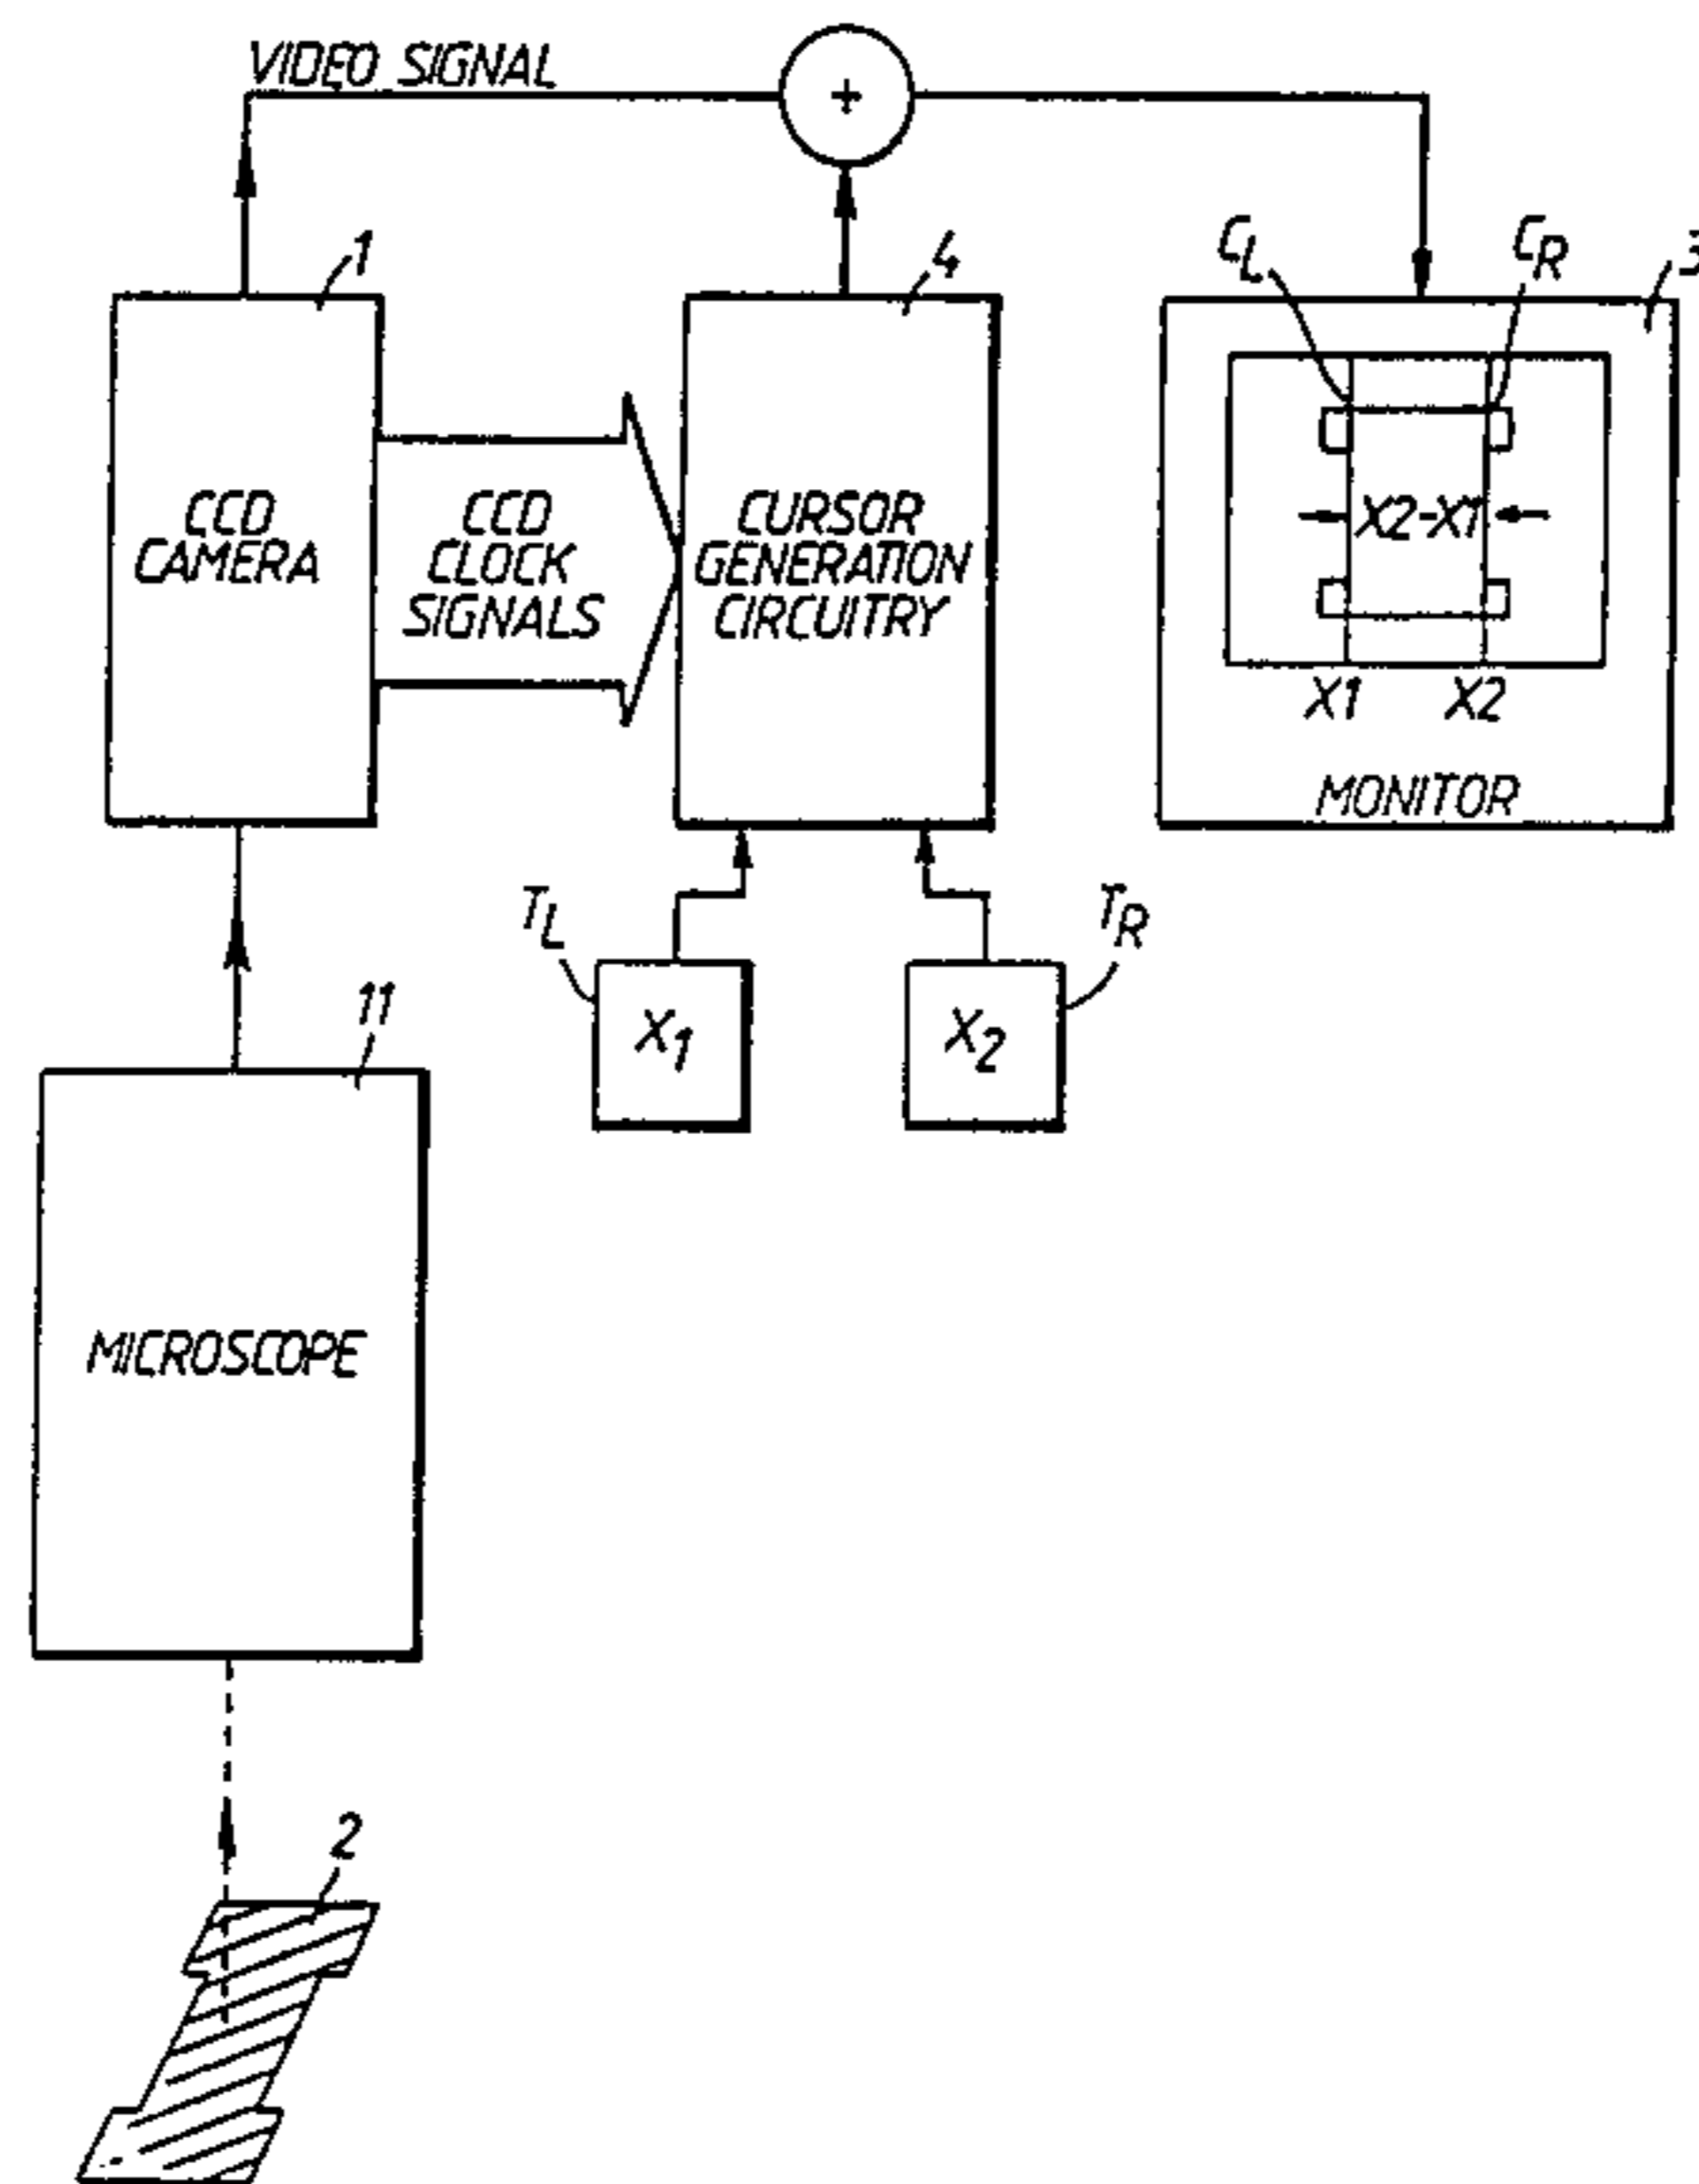 VIDEO SIGNAL
+
1
4
CL
CR
3
CCD
CAMERA
CCD
CLOCK
SIGNALS
CURSOR
GENERATION
CIRCUITRY
X2-X1
X1
X2
MONITOR
TL
TR
X1
X2
11
MICROSCOPE
2